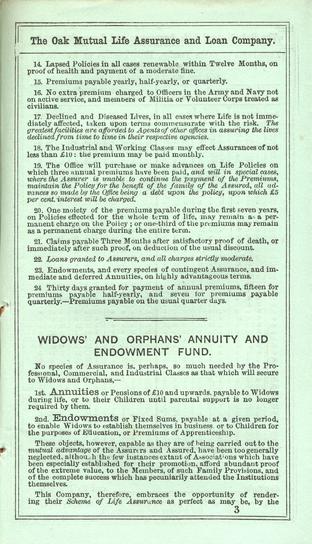 The Oak Mutual Life Assurance and Loan Company.
14. Lapsed Policies in all cases renewable within Twelve Months, on
proof of health and payment of a moderate fine.
15. Premiums payable yearly, half-yearly, or quarterly.
16. No extra premium charged to Officers in the Army and Navy not
on active service, and members of Militia or Volunteer Corps treated as
civilians.
17. Declined and Diseased Lives, in all cases where Life is not imme-
diately affected, taken upon terms commensurate with the risk. The
greatest facilities are afforded to Agents of other offices in assuring the lives
declined from time to time in their respective agencies.
18. The Industrial and Working Classes may effect Assurances of not
less than £10: the premium may be paid monthly.
19. The Office will purchase or make advances on Life Policies on
which three annual premiums have been paid, and will in special cases,
where the Assurer is unable to continue the payment of the Premiums,
maintain the Policy for the benefit of the family of the Assured, all ad-
vances so made by the Office being a debt upon the policy, upon which £5
per cent. interest will be charged.
20. One moiety of the premiums payable during the first seven years,
on Policies effected for the whole term of life, may remain as a per-
manent charge on the Policy; or one-third of the premiums may remain
as a permanent charge during the entire term.
21. Claims payable Three Months after satisfactory proof of death, or
immediately after such proof, on deduction of the usual discount.
22. Loans granted to Assurers, and all charges strictly moderate.
23. Endowments, and every species of contingent Assurance, and im-
mediate and deferred Annuities, on highly advantageous terms.
24 Thirty days granted for payment of annual premiums, fifteen for
premiums payable half-yearly, and seven for premiums payable
quarterly.—Premiums payable on the usual quarter days.
WIDOWS' AND ORPHANS' ANNUITY AND
ENDOWMENT FUND.
No species of Assurance is, perhaps, so much needed by the Pro-
fessional, Commercial, and Industrial Classes as that which will secure
to Widows and Orphans,—
1st. Annuities or Pensions of £10 and upwards, payable to Widows
during life, or to their Children until parental support is no longer
required by them.
2nd. Endowments or Fixed Sums, payable at a given period,
to enable Widows to establish themselves in business, or to Children for
the purposes of Education, or Premiums of Apprenticeship.
These objects, however, capable as they are of being carried out to the
mutual advantage of the Assurers and Assured, have been too generally
neglected, although the few instances extant of Associations which have
been especially established for their promotion, afford abundant proof
of the extreme value, to the Members, of such Family Provisions, and
of the complete success which has pecuniarily attended the Institutions
themselves.
This Company, therefore, embraces the opportunity of render-
ing their Scheme of Life Assurance as perfect as may be, by the
3